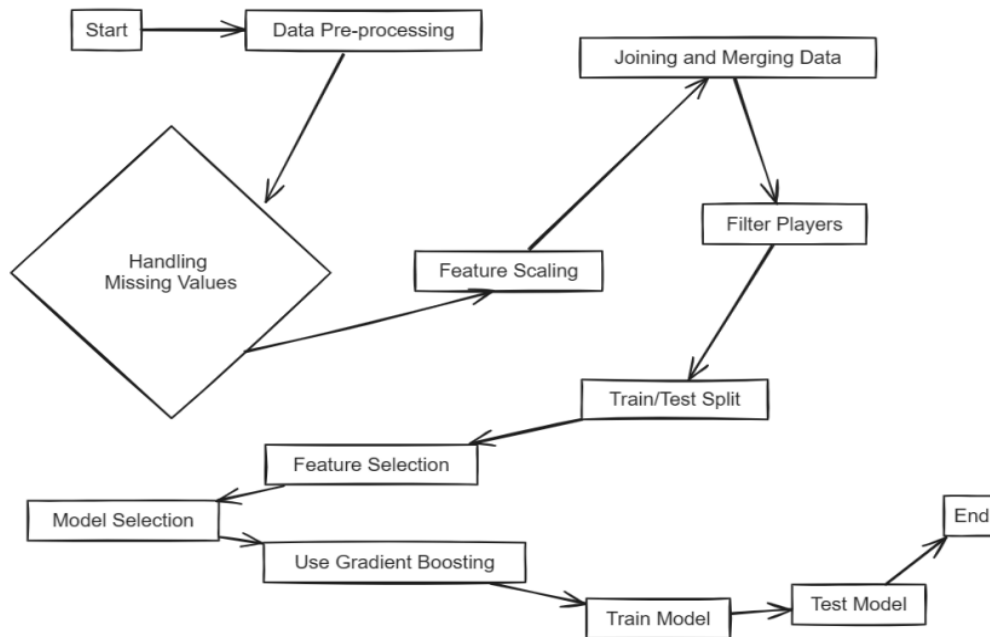 Start
Data Pre-processing
Joining and Merging Data
Handling
Missing Values
Feature Scaling
Filter Players
Train/Test Split
Feature Selection
Model Selection
Use Gradient Boosting
Train Model
Test Model
End